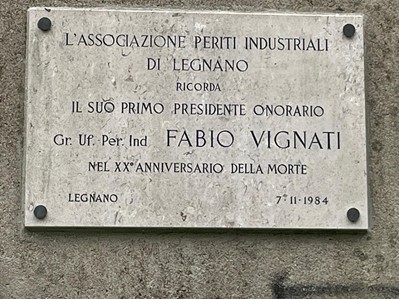 L'ASSOCIAZIONE PERITI INDUSTRIALI
DI LEGNANO
RICORDA
IL SUO PRIMO PRESIDENTE ONORARIO
Gr. Uf. Per. Ind FABIO VIGNATI
NEL XX° ANNIVERSARIO DELLA MORTE
LEGNANO 7-11-1984